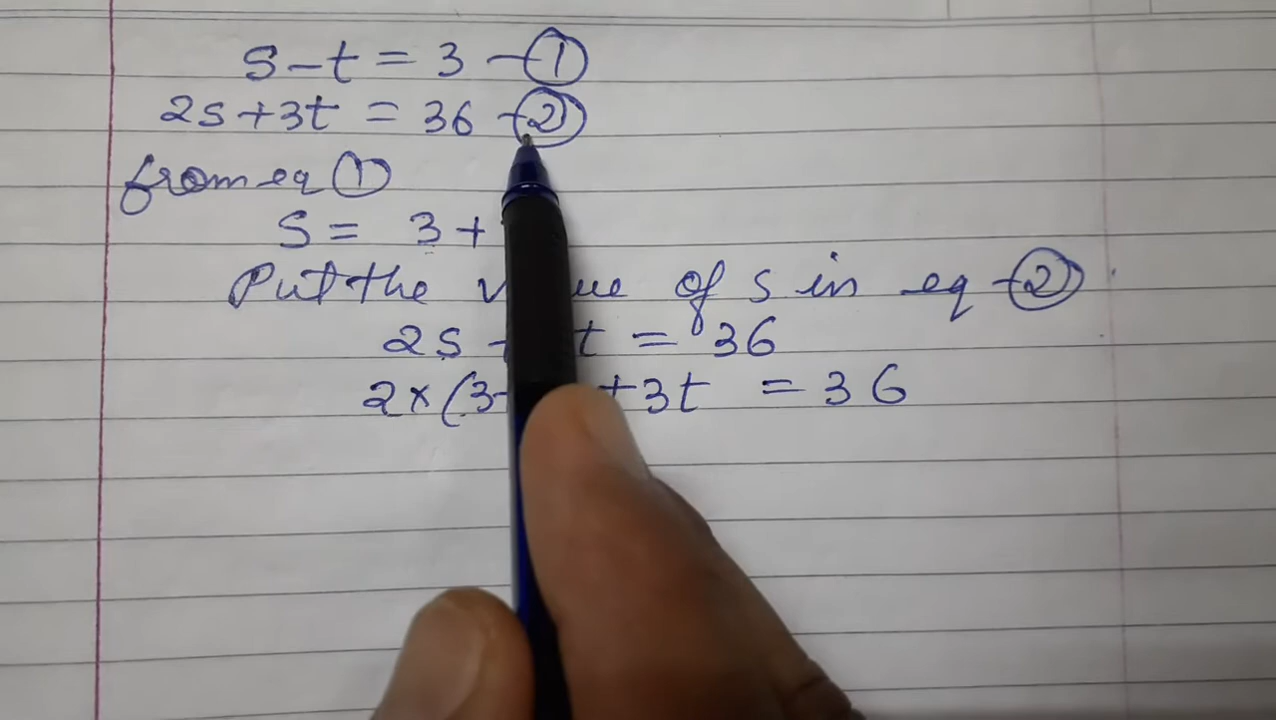 s-t = 3 -①
2s+3t = 36 -②
from eq ①
S = 3 +
Put the of s in eq -②
2s t = 36
2×(3 +3t = 36